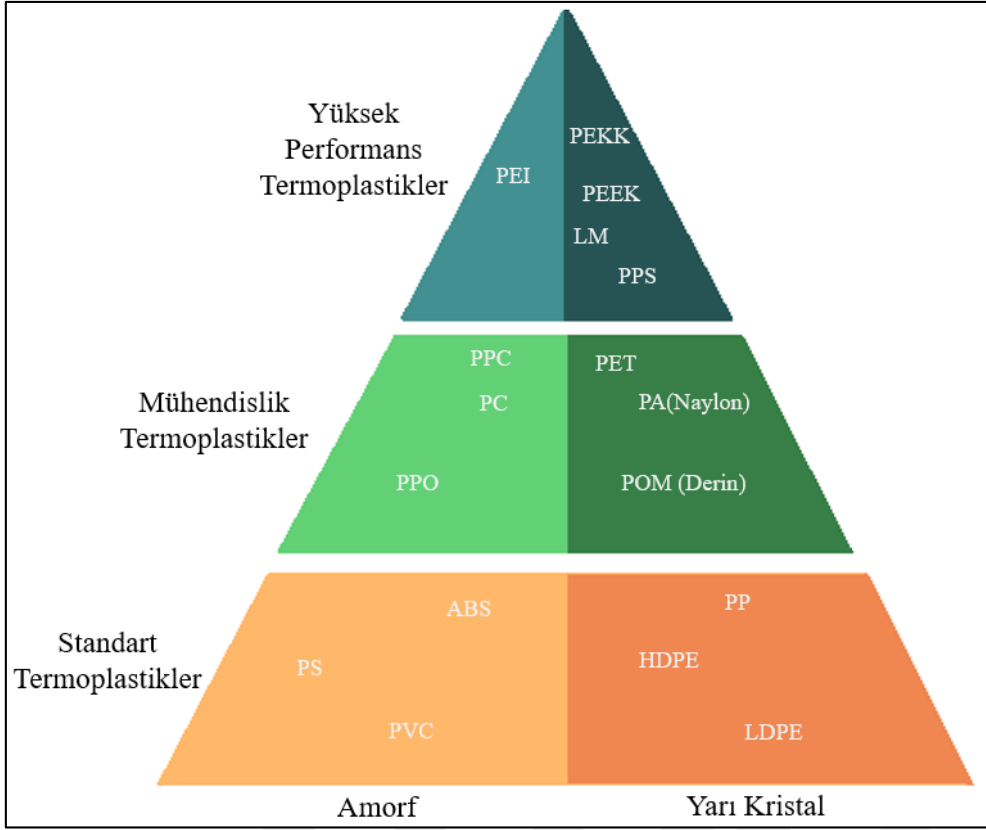 Yüksek
Performans
Termoplastikler
PEI
PEKK
PEEK
LM
PPS
Mühendislik
Termoplastikler
PPC
PC
PPO
PET
PA(Naylon)
POM (Derin)
Standart
Termoplastikler
ABS
PS
PVC
PP
HDPE
LDPE
Amorf
Yarı Kristal